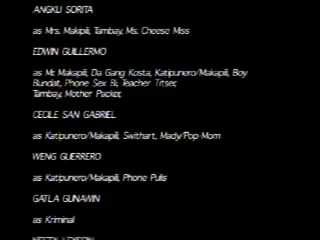 ANGKLI SORITA
as Mrs. Makipili, Tambay, Ms. Cheese Miss
EDWIN GUILLERMO
as Mr. Makapili, Da Gang Kosta, Katipunero/Makapili, Boy
Bundat, Phone Sex Bi, Teacher Titser,
Tambay, Mother Packer,
CECILE SAN GABRIEL
as Katipunero/Makapili, Swithart, Mady/Pop-Mom
WENG GUERRERO
as Katipunero/Makapili, Phone Pulis
GATLA GUNAWIN
as Kriminal